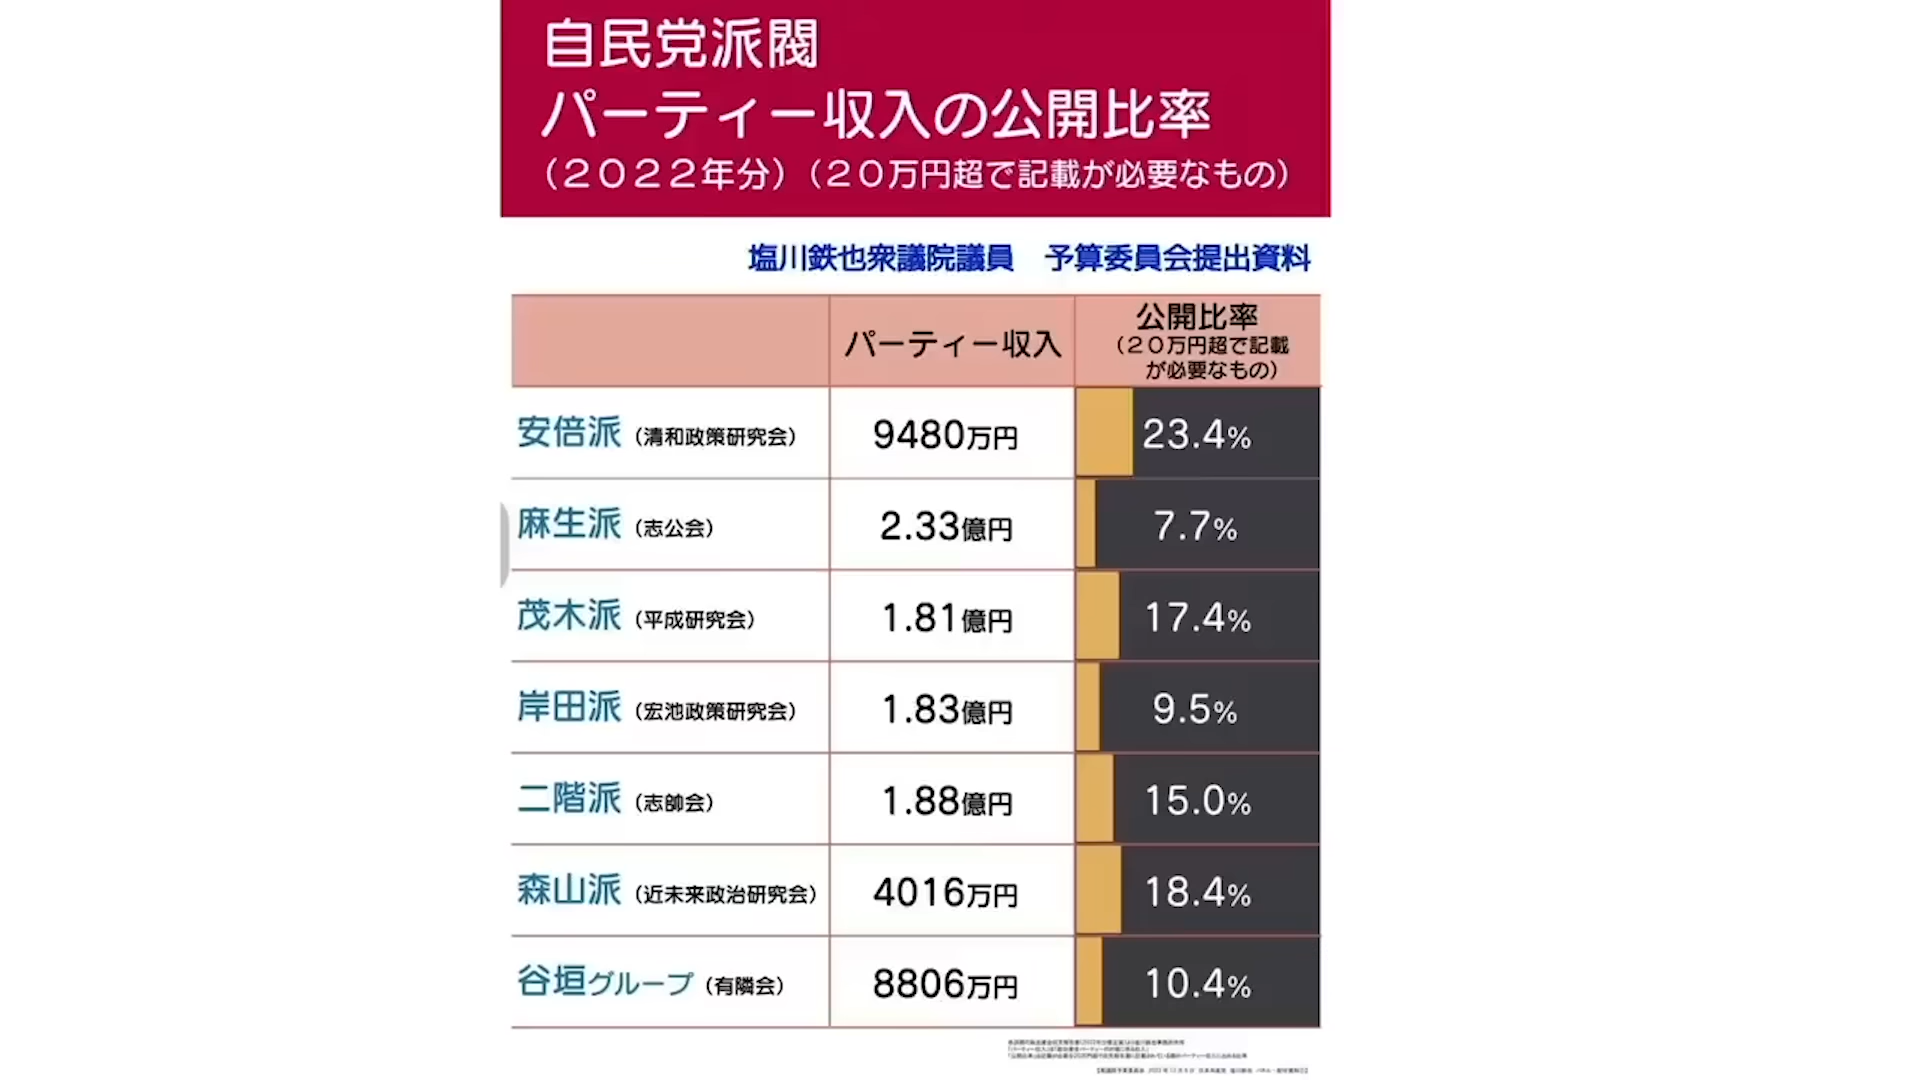 自民党派閥
パーティー収入の公開比率
（２０２２年分）（２０万円超で記載が必要なもの）
塩川鉄也衆議院議員　予算委員会提出資料
パーティー収入
公開比率
（２０万円超で記載
が必要なもの）
安倍派（清和政策研究会） 9480万円 23.4%
麻生派（志公会） 2.33億円 7.7%
茂木派（平成研究会） 1.81億円 17.4%
岸田派（宏池政策研究会） 1.83億円 9.5%
二階派（志帥会） 1.88億円 15.0%
森山派（近未来政治研究会） 4016万円 18.4%
谷垣グループ（有隣会） 8806万円 10.4%